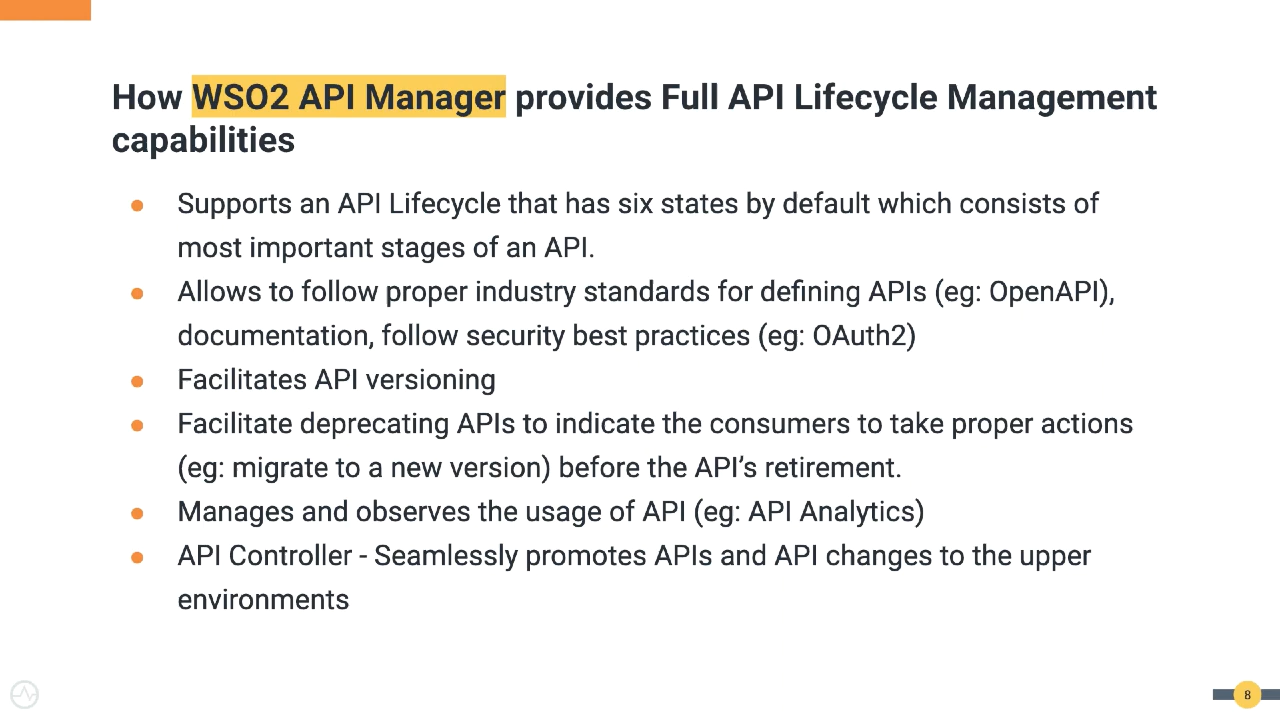 How WSO2 API Manager provides Full API Lifecycle Management
capabilities
● Supports an API Lifecycle that has six states by default which consists of
most important stages of an API.
● Allows to follow proper industry standards for defining APIs (eg: OpenAPI),
documentation, follow security best practices (eg: OAuth2)
● Facilitates API versioning
● Facilitate deprecating APIs to indicate the consumers to take proper actions
(eg: migrate to a new version) before the API’s retirement.
● Manages and observes the usage of API (eg: API Analytics)
● API Controller - Seamlessly promotes APIs and API changes to the upper
environments
8